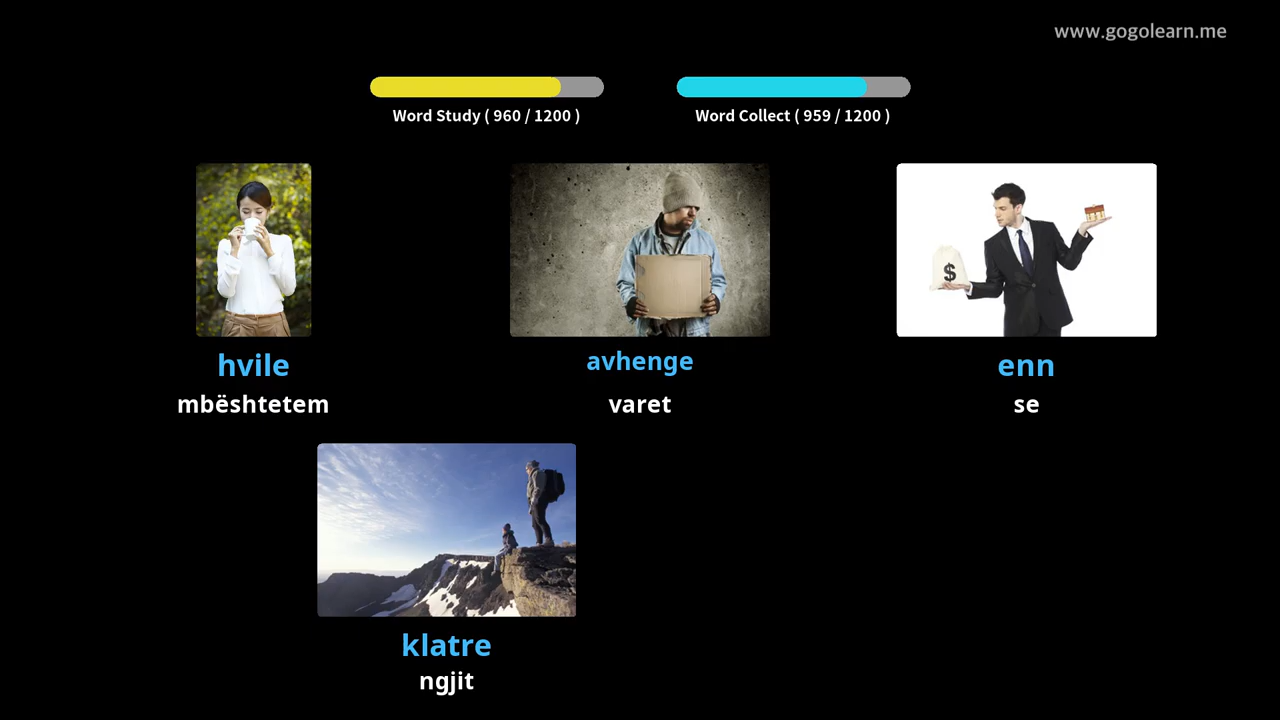 www.gogolearn.me
Word Study ( 960 / 1200 )
Word Collect ( 959 / 1200 )
$
hvile
mbështetem
avhenge
varet
enn
se
klatre
ngjit